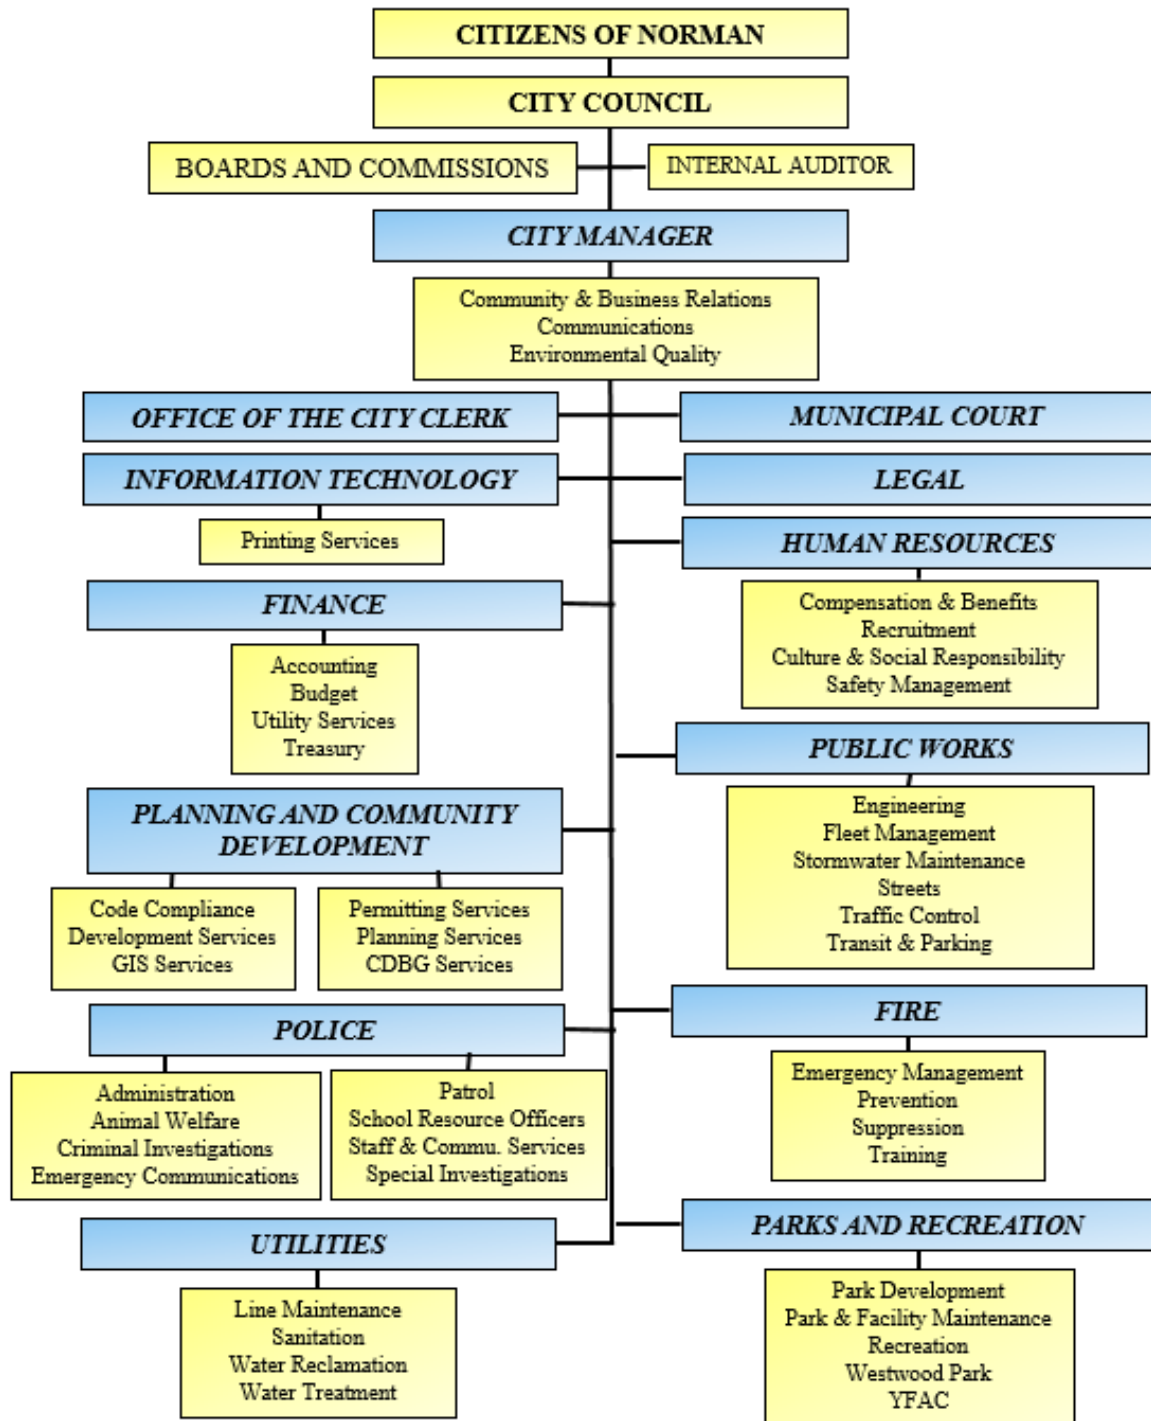 CITIZENS OF NORMAN
CITY COUNCIL
BOARDS AND COMMISSIONS
INTERNAL AUDITOR
CITY MANAGER
Community & Business Relations
Communications
Environmental Quality
OFFICE OF THE CITY CLERK
MUNICIPAL COURT
INFORMATION TECHNOLOGY
LEGAL
Printing Services
HUMAN RESOURCES
Compensation & Benefits
Recruitment
Culture & Social Responsibility
Safety Management
FINANCE
Accounting
Budget
Utility Services
Treasury
PUBLIC WORKS
Engineering
Fleet Management
Stormwater Maintenance
Streets
Traffic Control
Transit & Parking
PLANNING AND COMMUNITY
DEVELOPMENT
Code Compliance
Development Services
GIS Services
Permitting Services
Planning Services
CDBG Services
POLICE
Administration
Animal Welfare
Criminal Investigations
Emergency Communications
Patrol
School Resource Officers
Staff & Commu. Services
Special Investigations
FIRE
Emergency Management
Prevention
Suppression
Training
UTILITIES
Line Maintenance
Sanitation
Water Reclamation
Water Treatment
PARKS AND RECREATION
Park Development
Park & Facility Maintenance
Recreation
Westwood Park
YFAC